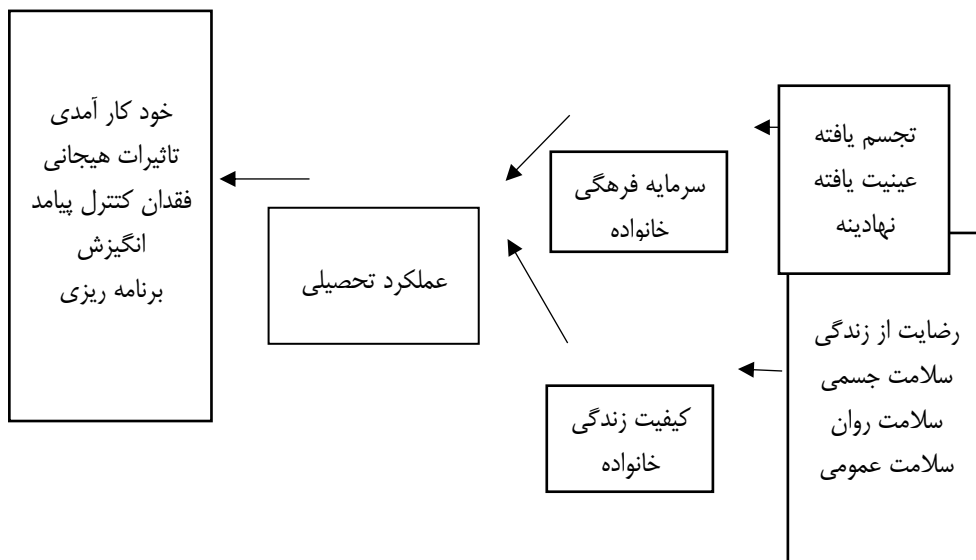 تجسم یافته
عینیت یافته
نهادینه
رضایت از زندگی
سلامت جسمی
سلامت روان
سلامت عمومی
سرمایه فرهگی
خانواده
کیفیت زندگی
خانواده
عملکرد تحصیلی
خود کار آمدی
تاثیرات هیجانی
فقدان کنترل پیامد
انگیزش
برنامه ریزی